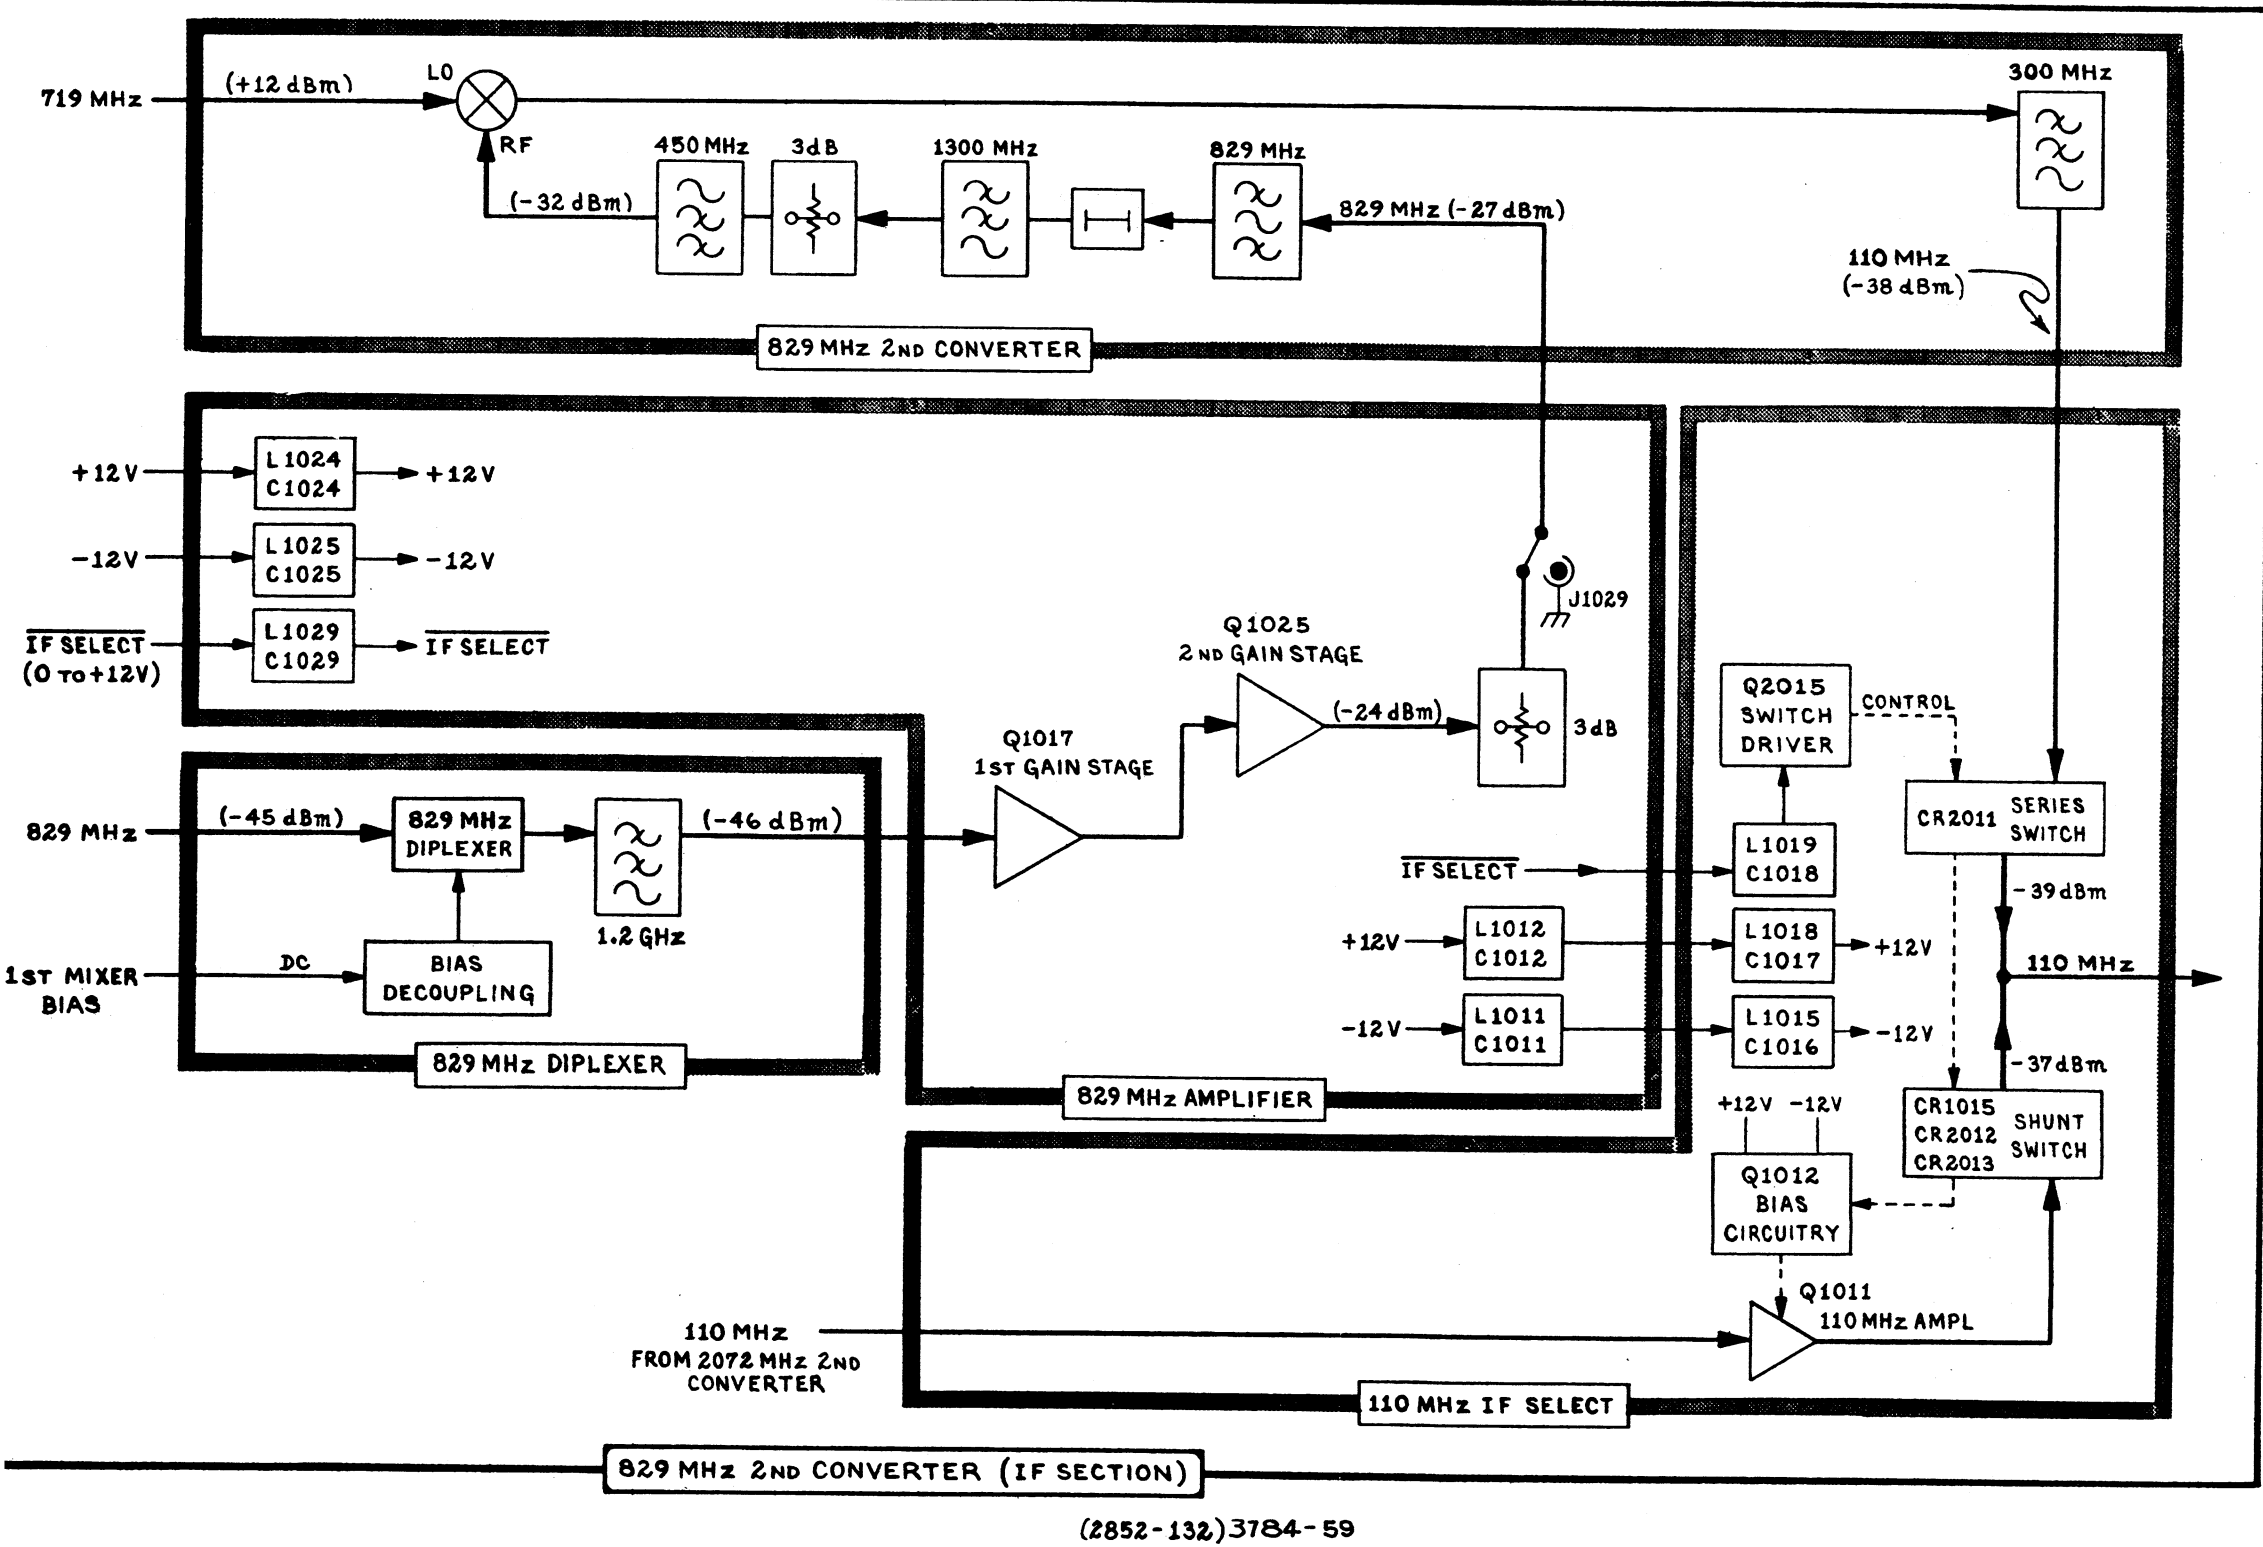 719 MHz
(+12 dBm)
LO
RF
(-32 dBm)
450 MHz
3dB
1300 MHz
829 MHz
829 MHz (-27 dBm)
300 MHz
110 MHz
(-38 dBm)
829 MHz 2ND CONVERTER
+12V
L1024
C1024
+12V
-12V
L1025
C1025
-12V
IF SELECT
(0 TO +12V)
L1029
C1029
IF SELECT
J1029
Q1025
2ND GAIN STAGE
(-24 dBm)
3dB
Q1017
1ST GAIN STAGE
829 MHz
(-45 dBm)
829 MHz
DIPLEXER
(-46 dBm)
1.2 GHz
1ST MIXER
BIAS
DC
BIAS
DECOUPLING
829 MHz DIPLEXER
IF SELECT
+12V
L1012
C1012
-12V
L1011
C1011
829 MHz AMPLIFIER
Q2015
SWITCH
DRIVER
CONTROL
L1019
C1018
L1018
C1017
+12V
L1015
C1016
-12V
CR2011
SERIES
SWITCH
-39 dBm
110 MHz
-37 dBm
CR1015
CR2012
CR2013
SHUNT
SWITCH
+12V
-12V
Q1012
BIAS
CIRCUITRY
Q1011
110 MHz AMPL
110 MHz
FROM 2072 MHz 2ND
CONVERTER
110 MHz IF SELECT
829 MHz 2ND CONVERTER (IF SECTION)
(2852-132)3784-59